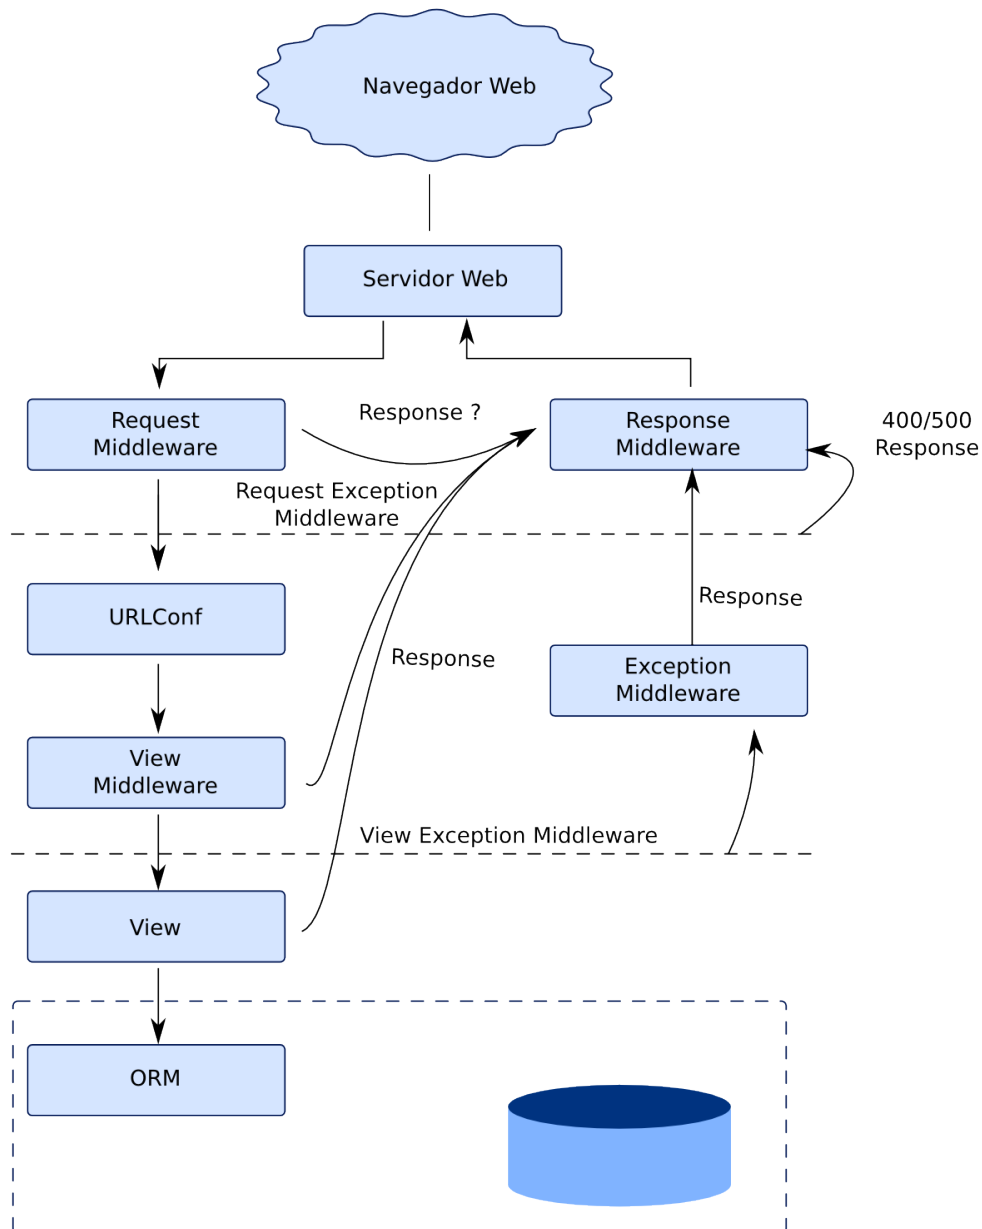 Navegador Web
Servidor Web
Request
Middleware
Response ?
Response
Middleware
400/500
Response
Request Exception
Middleware
URLConf
Response
Response
Exception
Middleware
View
Middleware
View Exception Middleware
View
ORM